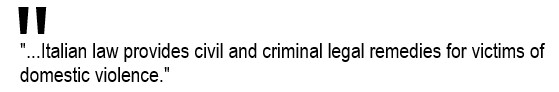 "
"...Italian law provides civil and criminal legal remedies for victims of
domestic violence."